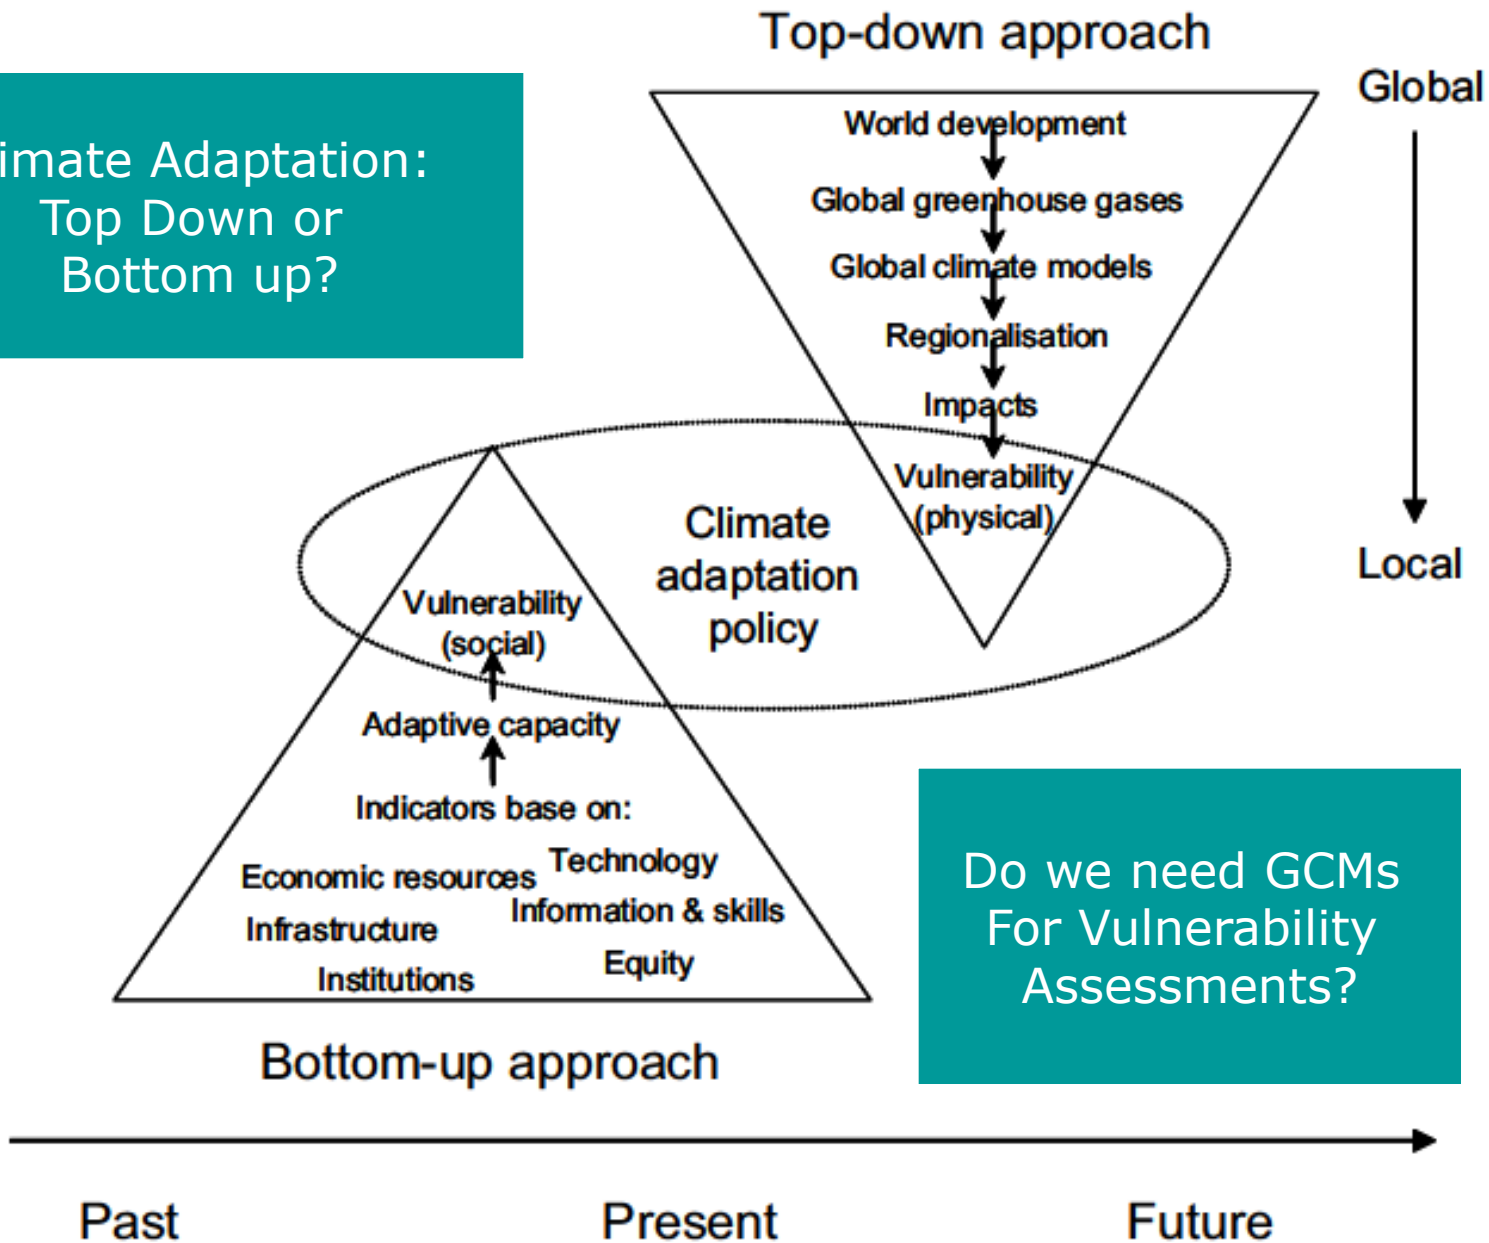 Top-down approach
Global
imate Adaptation:
Top Down or
Bottom up?
World development
Global greenhouse gases
Global climate models
Regionalisation
Impacts
Vulnerability
(physical)
Local
Climate
adaptation
policy
Vulnerability
(social)
Adaptive capacity
Indicators base on:
Economic resources
Technology
Infrastructure
Information & skills
Institutions
Equity
Bottom-up approach
Do we need GCMs
For Vulnerability
Assessments?
Past
Present
Future